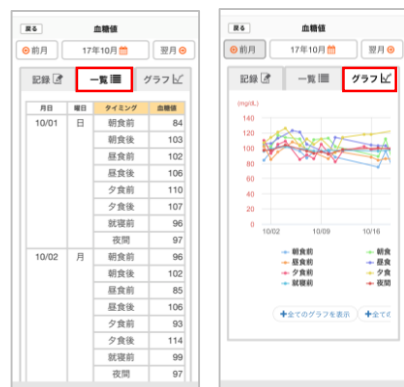 戻る
血糖値
前月
17年10月
翌月
記録
一覧
グラフ
月日 曜日 タイミング 血糖値
10/01 日 朝食前 84
朝食後 103
昼食前 102
昼食後 106
夕食前 110
夕食後 107
就寝前 96
夜間 97
10/02 月 朝食前 96
朝食後 102
昼食前 85
昼食後 106
夕食前 93
夕食後 114
就寝前 99
夜間 97
戻る
血糖値
前月
17年10月
翌月
記録
一覧
グラフ
(mg/dL)
140
120
100
80
60
40
20
0
10/02 10/09 10/16
朝食前 朝食
昼食前 昼食
夕食前 夕食
就寝前 夜間
+全てのグラフを表示
+全ての